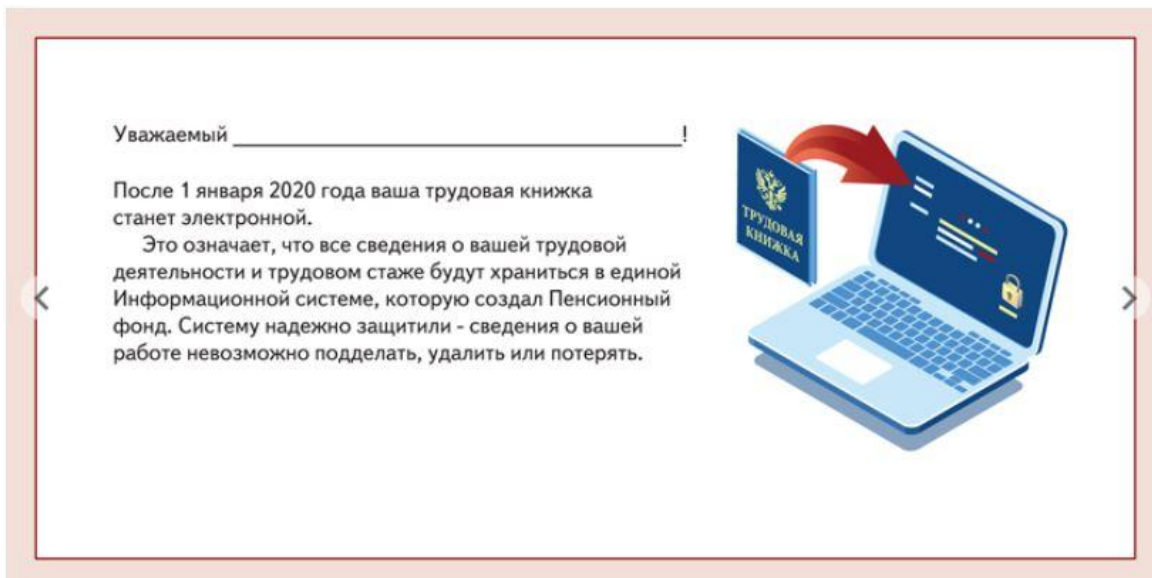 Уважаемый ______________________________!
После 1 января 2020 года ваша трудовая книжка
станет электронной.
Это означает, что все сведения о вашей трудовой
деятельности и трудовом стаже будут храниться в единой
Информационной системе, которую создал Пенсионный
фонд. Систему надежно защитили - сведения о вашей
работе невозможно подделать, удалить или потерять.
ТРУДОВАЯ
КНИЖКА